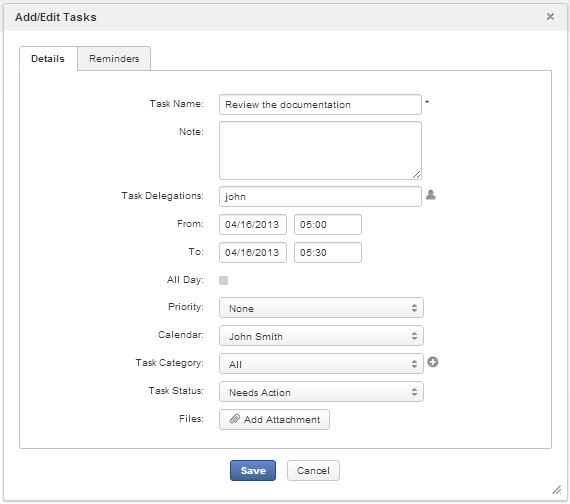 Add/Edit Tasks ×
Details Reminders
Task Name: Review the documentation *
Note:
Task Delegations: john
From: 04/16/2013 05:00
To: 04/16/2013 05:30
All Day:
Priority: None
Calendar: John Smith
Task Category: All
Task Status: Needs Action
Files: Add Attachment
Save Cancel